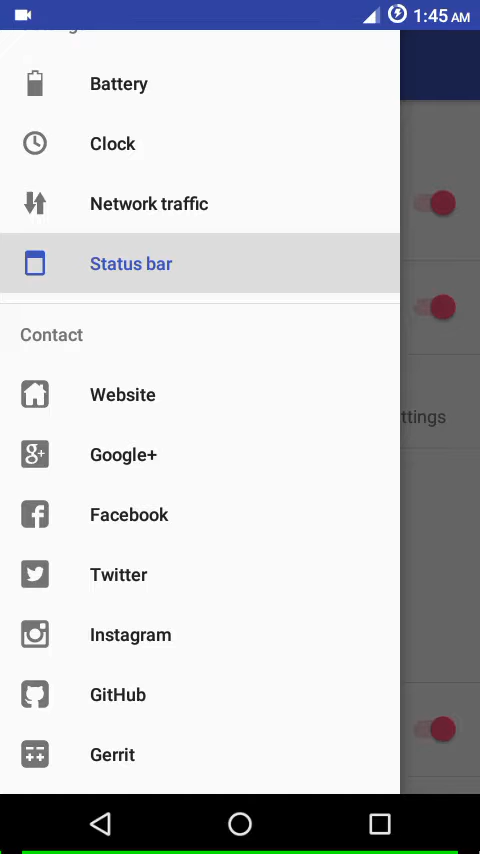 1:45 AM
Battery
Clock
Network traffic
Status bar
Contact
Website
ttings
Google+
Facebook
Twitter
Instagram
GitHub
Gerrit